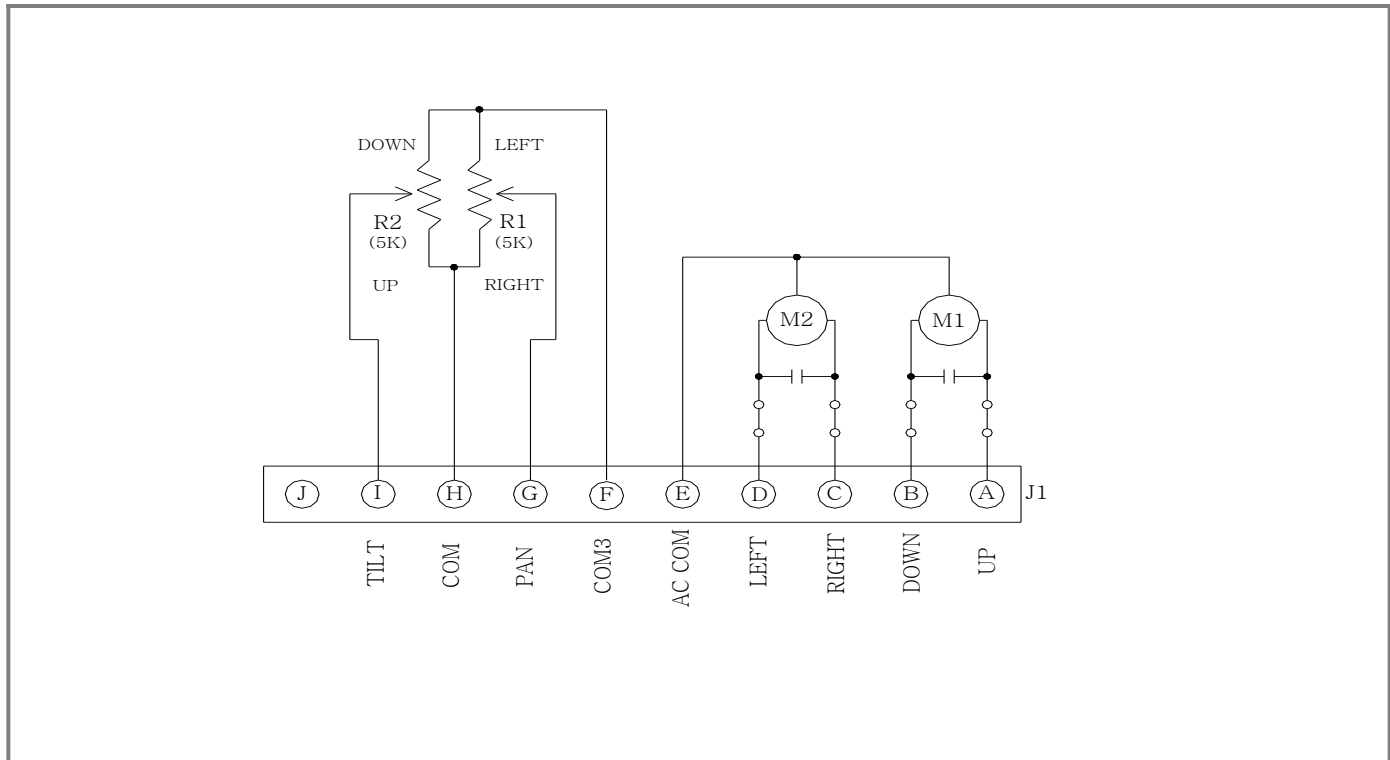 DOWN LEFT
R2 R1
(5K) (5K)
UP RIGHT
M2 M1
J I H G F E D C B A J1
TILT
COM
PAN
COM3
AC COM
LEFT
RIGHT
DOWN
UP